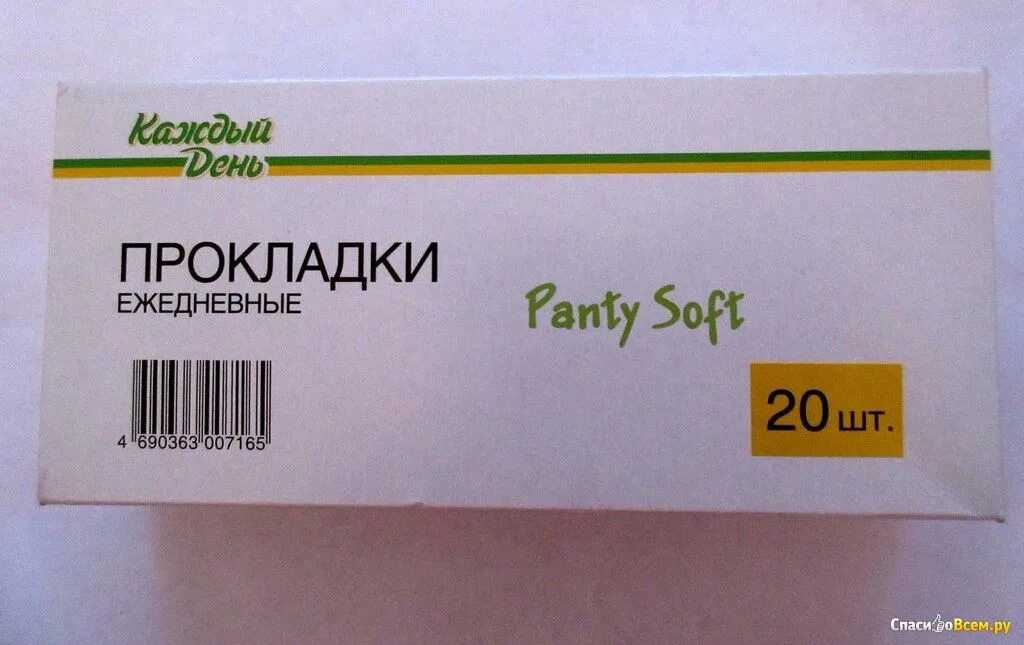 Каждый
День
ПРОКЛАДКИ
ЕЖЕДНЕВНЫЕ
Panty Soft
4 690363 007165
20 шт.
СпасибоВсем.ру